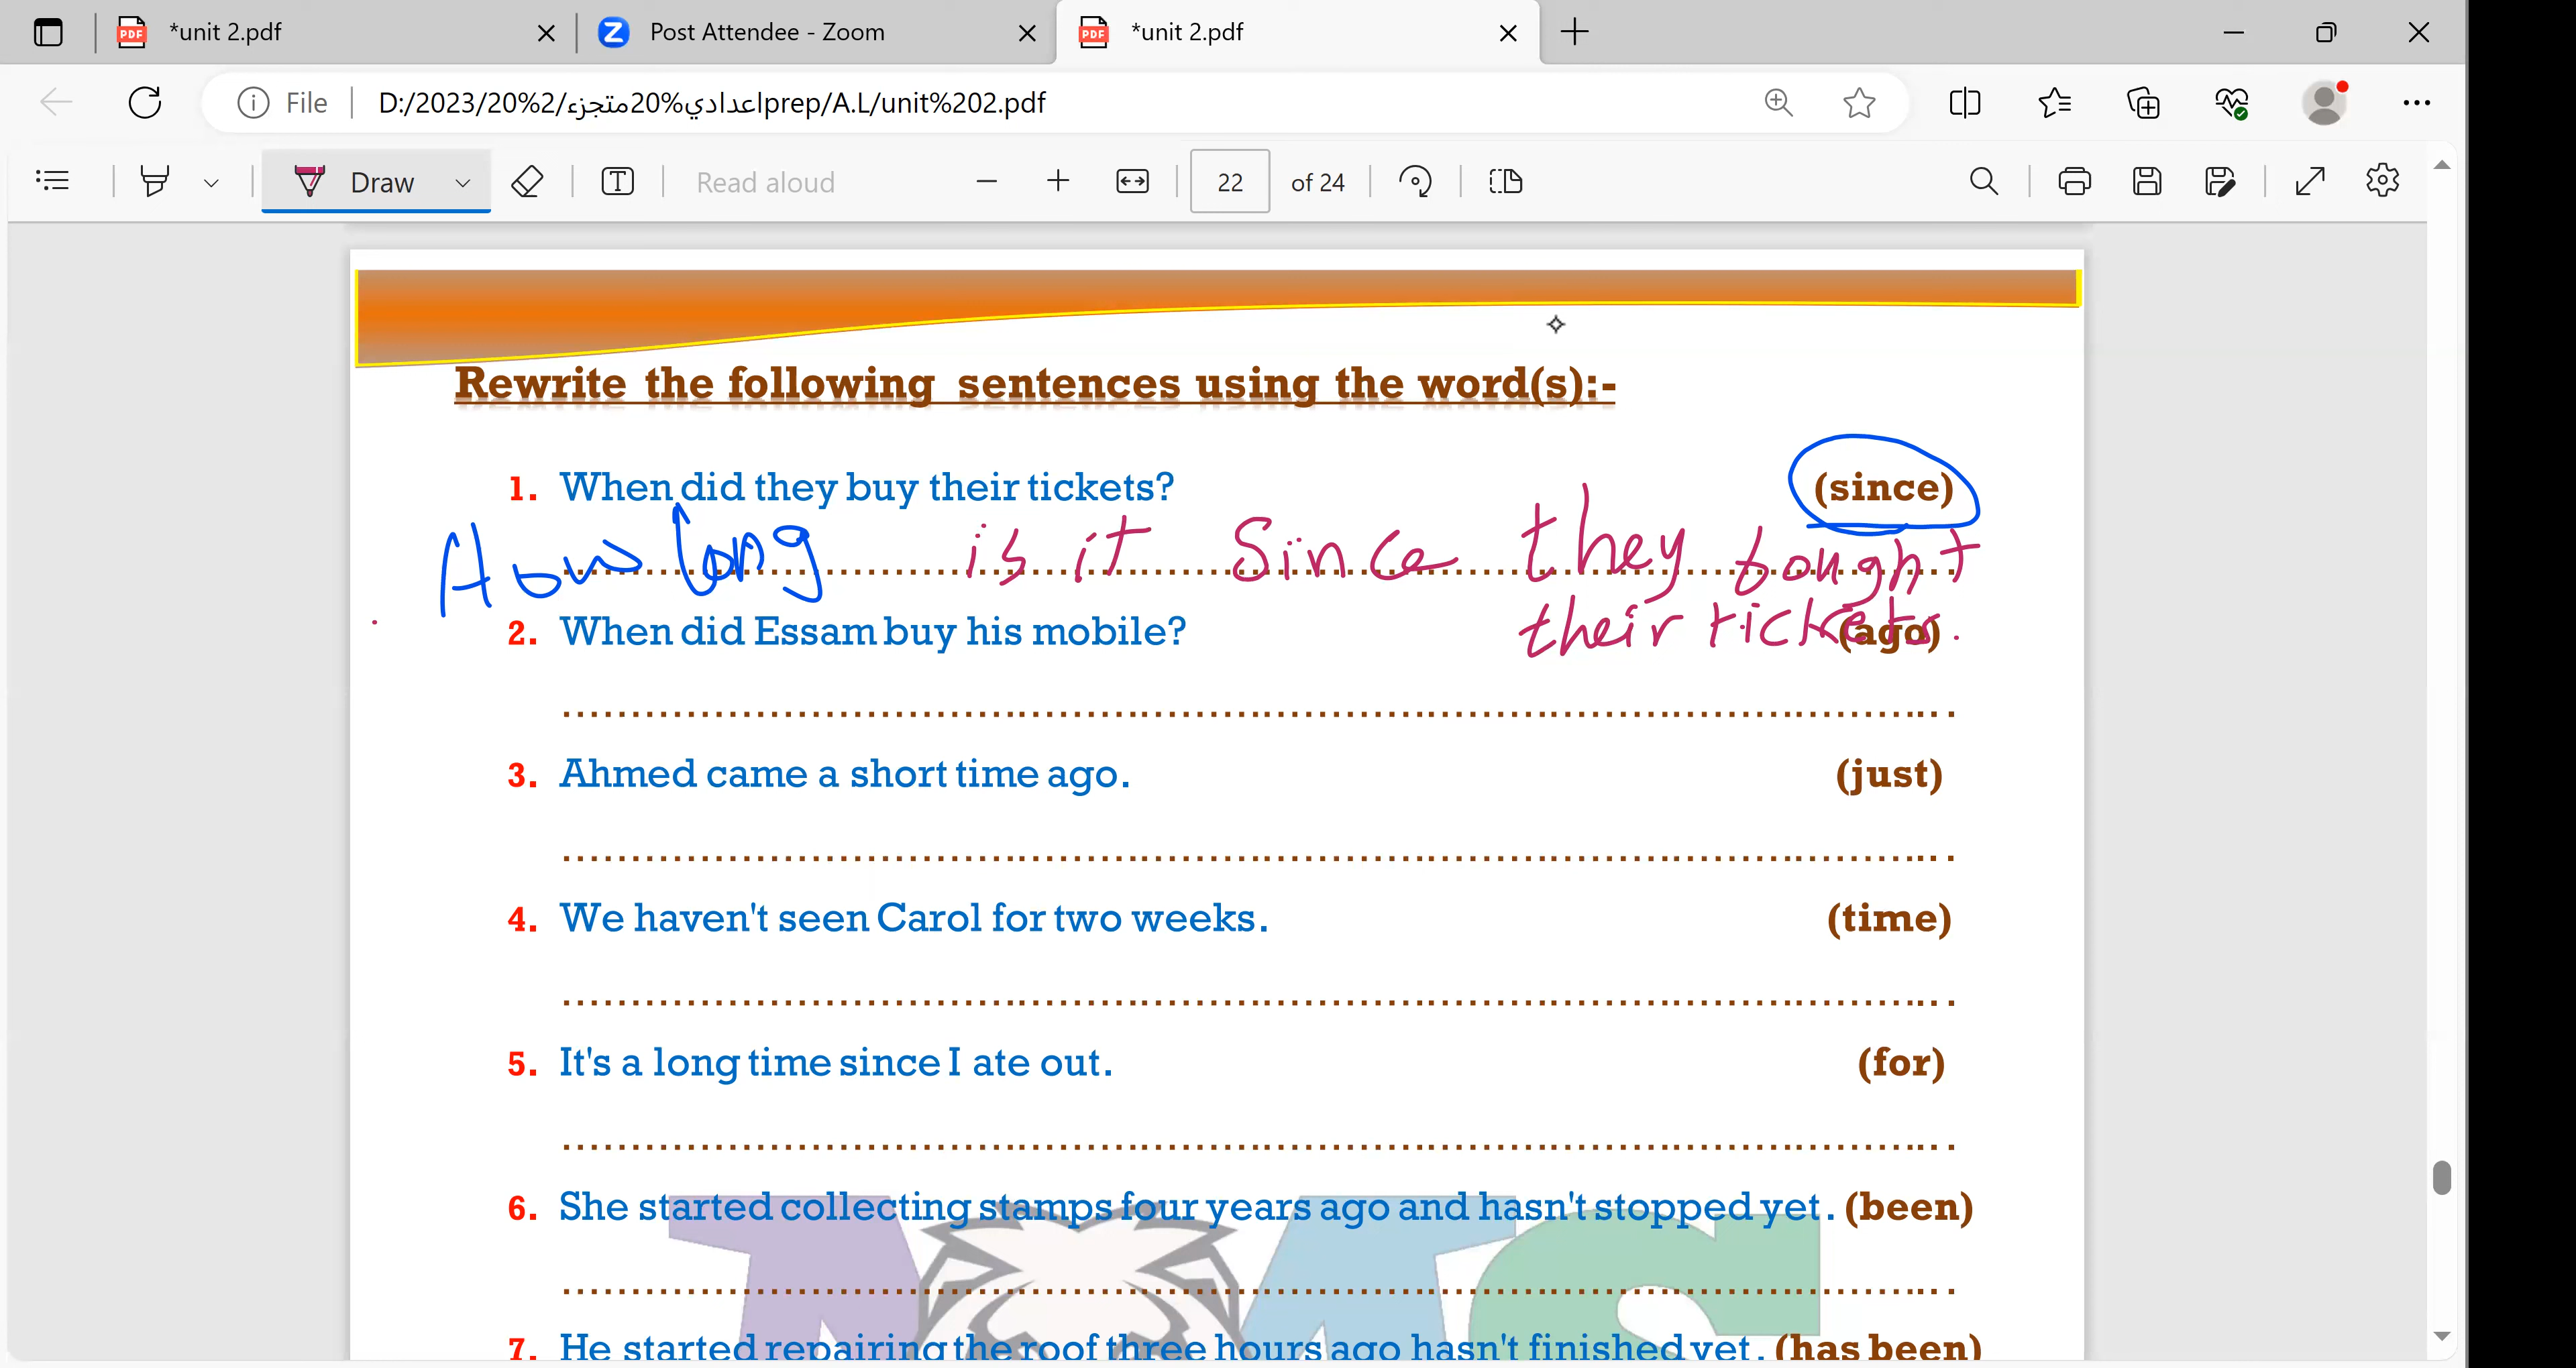 *unit 2.pdf
Post Attendee - Zoom
*unit 2.pdf
File
D:/2023/20%2/اعدادي%20متجزء/prep/A.L/unit%202.pdf
Draw
Read aloud
22
of 24
Rewrite the following sentences using the word(s):-
1. When did they buy their tickets? (since)
How long is it since they bought
their tickets.
2. When did Essam buy his mobile? (ago)
3. Ahmed came a short time ago. (just)
4. We haven't seen Carol for two weeks. (time)
5. It's a long time since I ate out. (for)
6. She started collecting stamps four years ago and hasn't stopped yet. (been)
7. He started repairing the roof three hours ago hasn't finished yet. (has been)